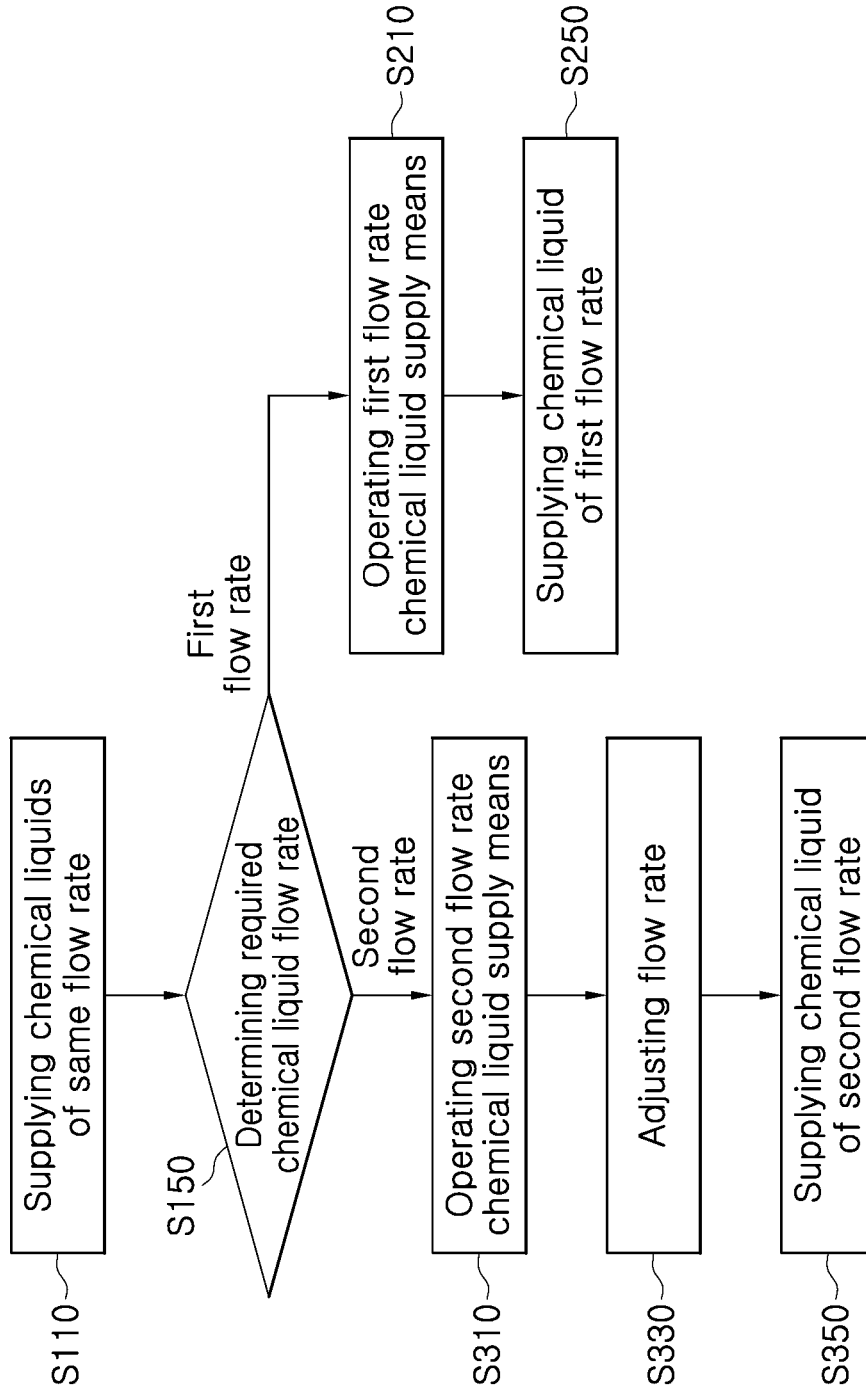 S110
Supplying chemical liquids
of same flow rate
S150
Determining required
chemical liquid flow rate
First
flow rate
Second
flow rate
Operating first flow rate
chemical liquid supply means
S210
Supplying chemical liquid
of first flow rate
S250
S310
Operating second flow rate
chemical liquid supply means
S330
Adjusting flow rate
S350
Supplying chemical liquid
of second flow rate